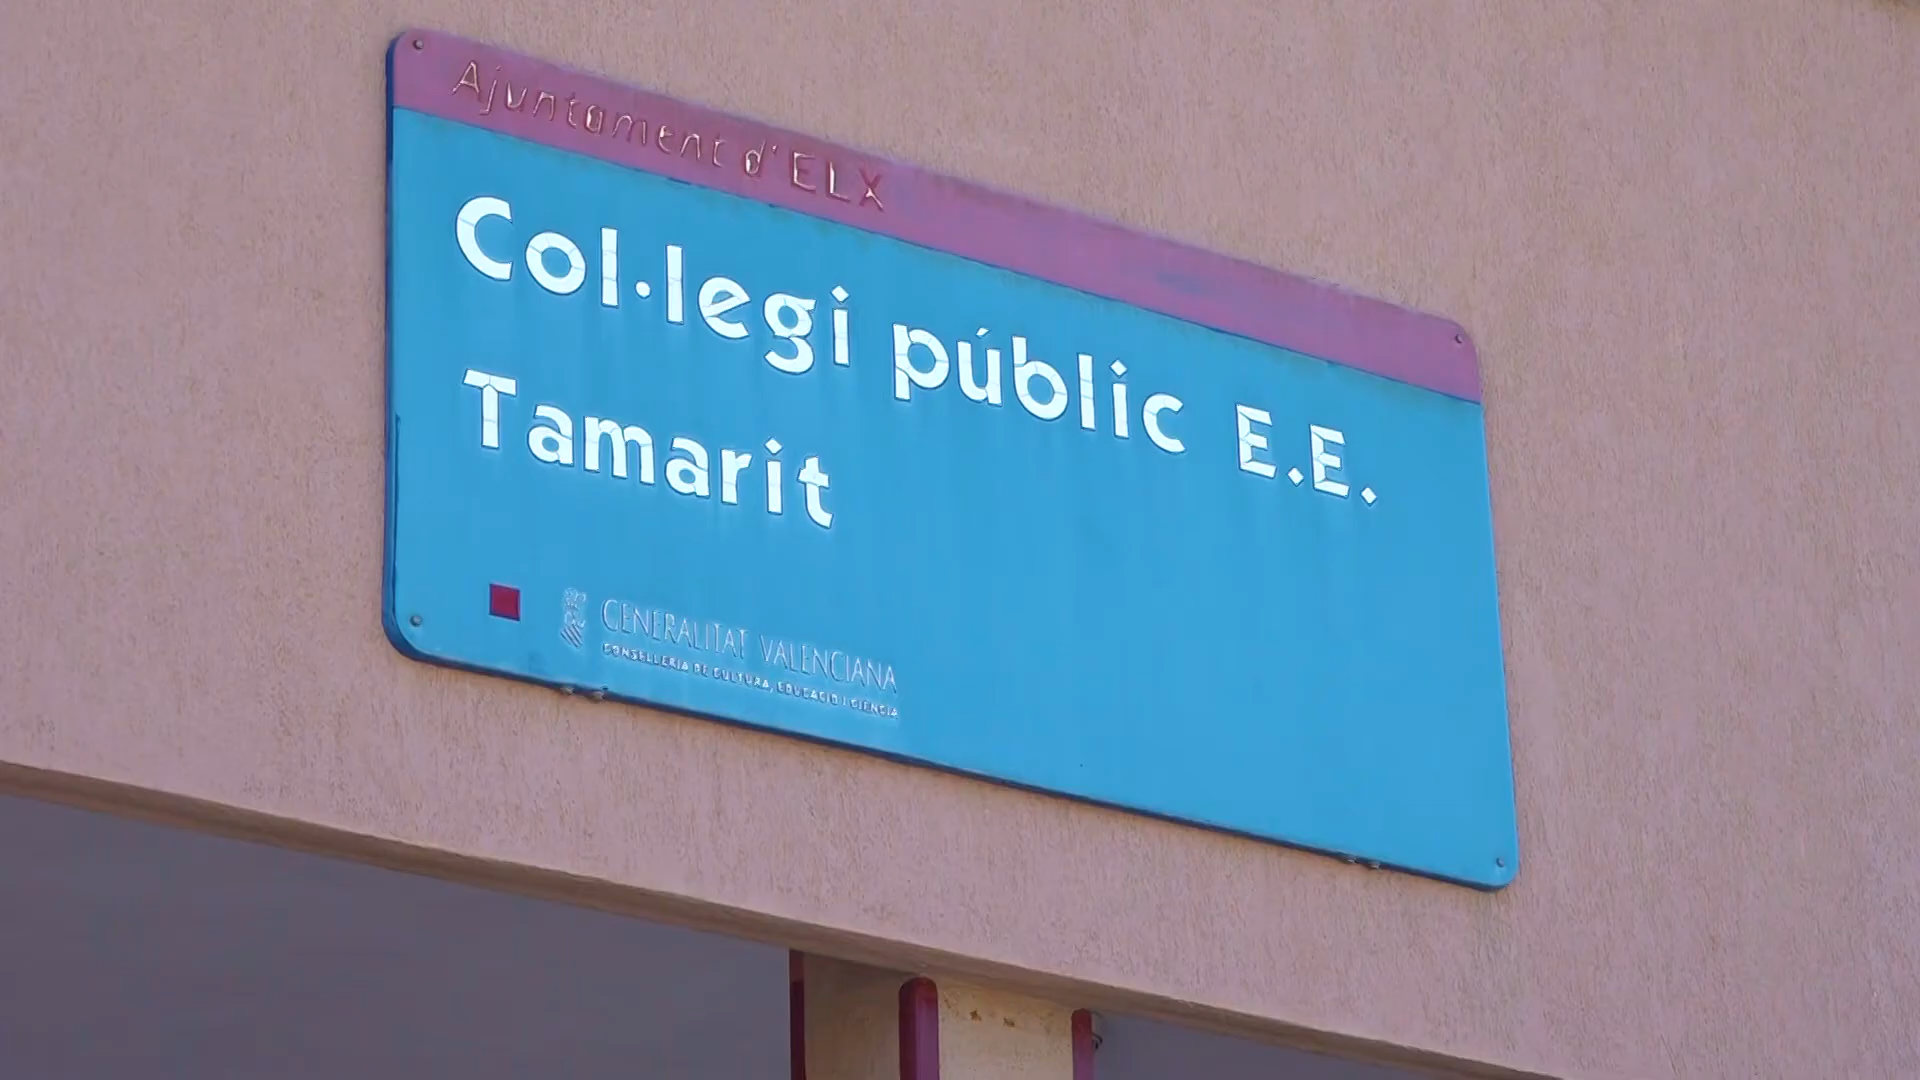 Ajuntament d'ELX
Col·legi públic E.E.
Tamarit
GENERALITAT VALENCIANA
CONSELLERIA DE CULTURA, EDUCACIÓ I CIÈNCIA